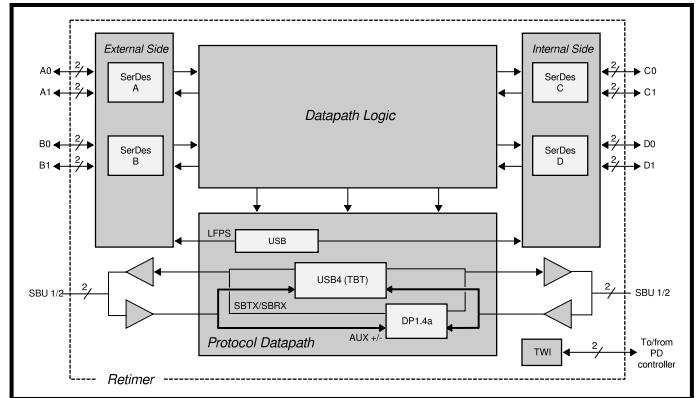 External Side
Internal Side
A0
2
SerDes
A
A1
2
Datapath Logic
SerDes
C
2
C0
2
C1
B0
2
SerDes
B
B1
2
SerDes
D
2
D0
2
D1
LFPS
USB
USB4 (TBT)
SBU 1/2
2
SBTX/SBRX
2
SBU 1/2
DP1.4a
AUX +/-
Protocol Datapath
TWI
2
To/from
PD
controller
Retimer